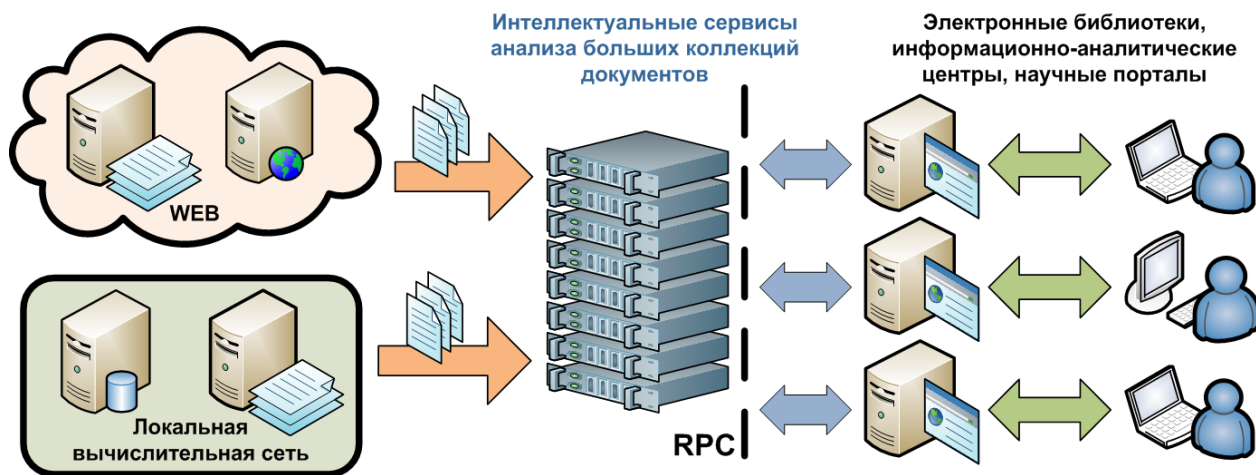 Интеллектуальные сервисы
анализа больших коллекций
документов
Электронные библиотеки,
информационно-аналитические
центры, научные порталы
WEB
Локальная
вычислительная сеть
RPC